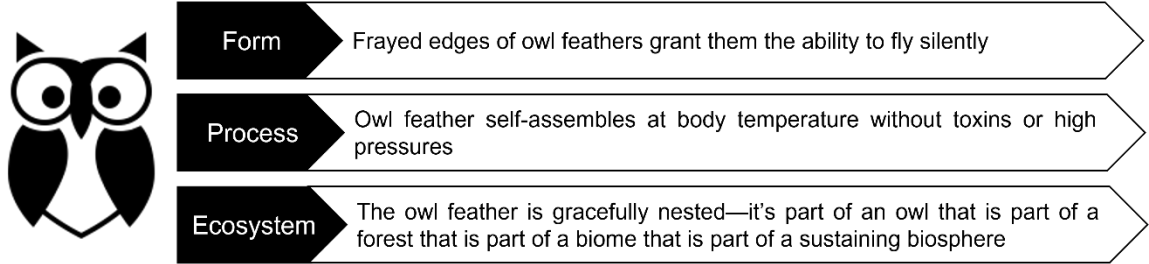 Form
Frayed edges of owl feathers grant them the ability to fly silently
Process
Owl feather self-assembles at body temperature without toxins or high
pressures
Ecosystem
The owl feather is gracefully nested—it's part of an owl that is part of a
forest that is part of a biome that is part of a sustaining biosphere